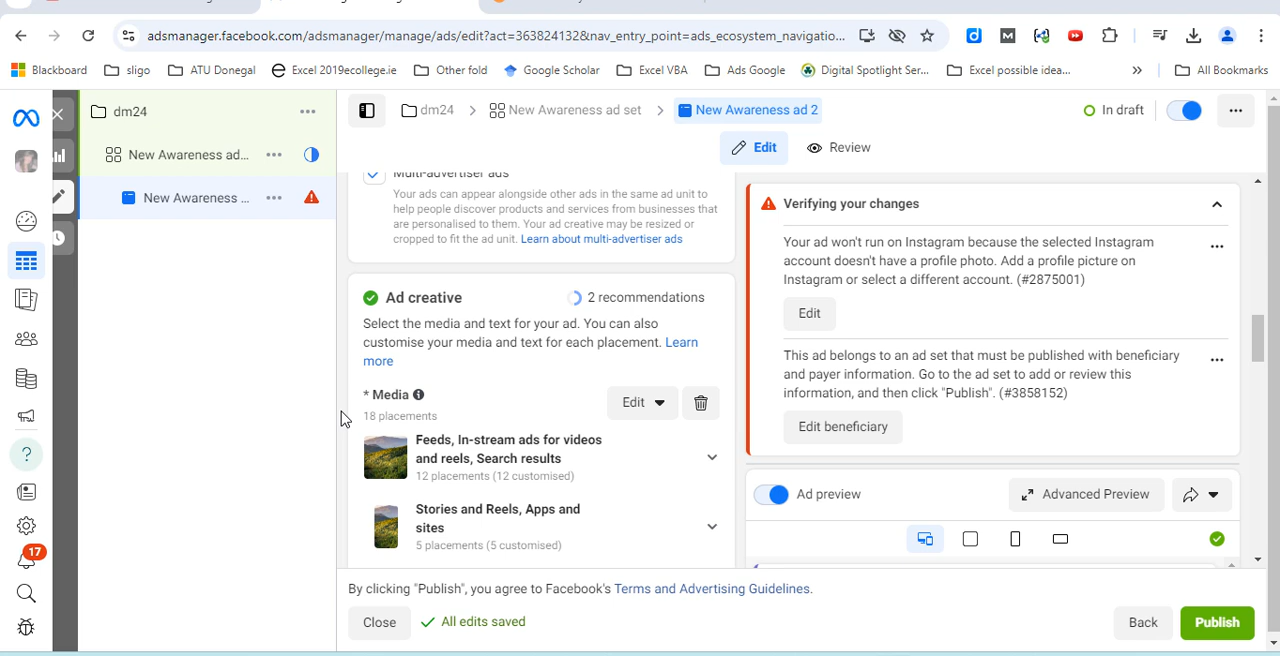 adsmanager.facebook.com/adsmanager/manage/ads/edit?act=363824132&nav_entry_point=ads_ecosystem_navigatio...
Blackboard sligo ATU Donegal Excel 2019ecollege.ie Other fold Google Scholar Excel VBA Ads Google Digital Spotlight Ser... Excel possible idea... » All Bookmarks
dm24 ...
New Awareness ad... ...
New Awareness ... ...
dm24 > New Awareness ad set > New Awareness ad 2
In draft
Edit Review
Multi-advertiser ads
Your ads can appear alongside other ads in the same ad unit to
help people discover products and services from businesses that
are personalised to them. Your ad creative may be resized or
cropped to fit the ad unit. Learn about multi-advertiser ads
Ad creative 2 recommendations
Select the media and text for your ad. You can also
customise your media and text for each placement. Learn
more
* Media
18 placements
Edit
Feeds, In-stream ads for videos
and reels, Search results
12 placements (12 customised)
Stories and Reels, Apps and
sites
5 placements (5 customised)
Verifying your changes
Your ad won't run on Instagram because the selected Instagram
account doesn't have a profile photo. Add a profile picture on
Instagram or select a different account. (#2875001)
Edit
This ad belongs to an ad set that must be published with beneficiary
and payer information. Go to the ad set to add or review this
information, and then click "Publish". (#3858152)
Edit beneficiary
Ad preview Advanced Preview
17
By clicking "Publish", you agree to Facebook's Terms and Advertising Guidelines.
Close All edits saved Back Publish